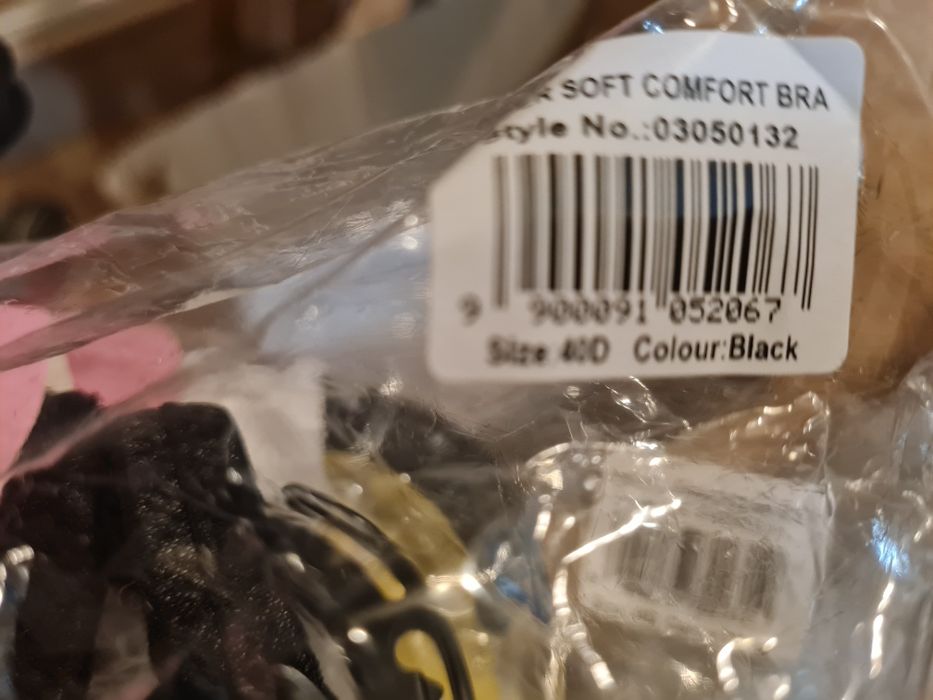 SOFT COMFORT BRA
Style No.:03050132
9 900091 052067
Size 40D Colour:Black